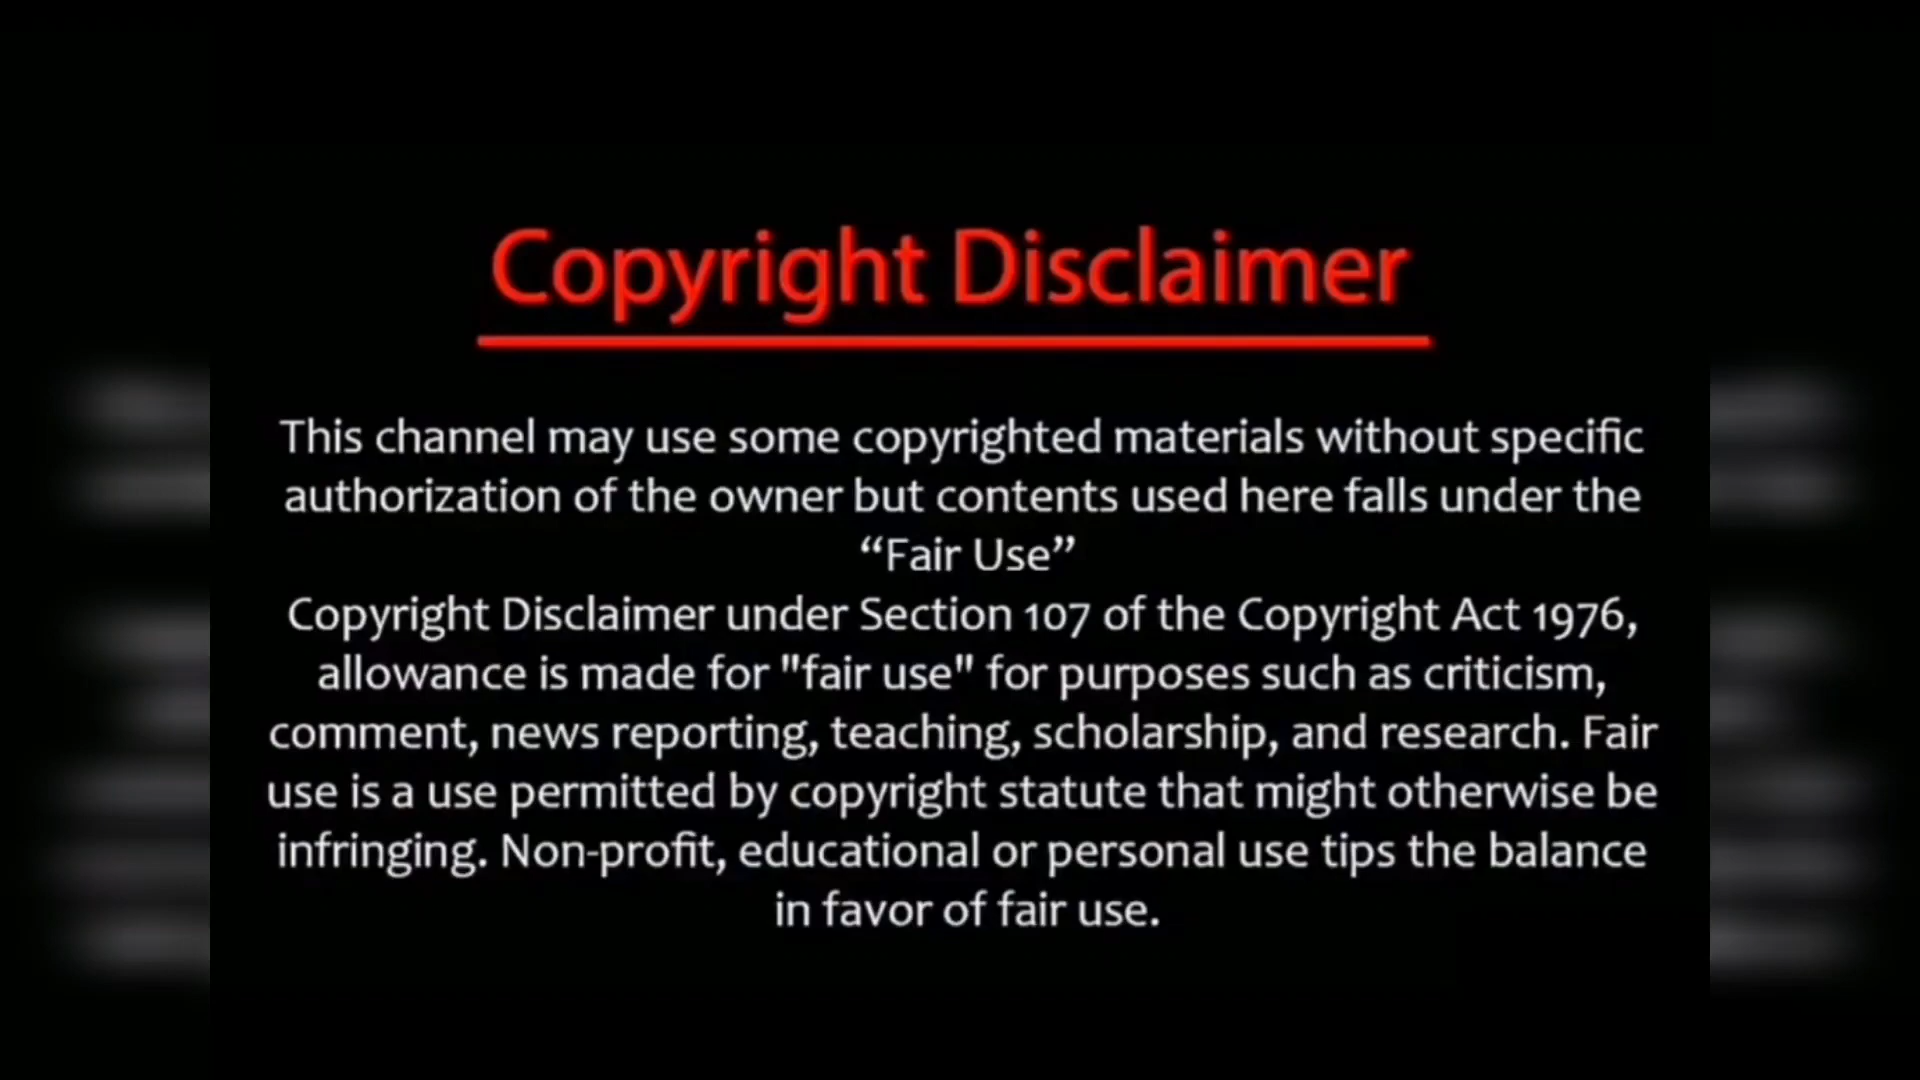 Copyright Disclaimer
This channel may use some copyrighted materials without specific
authorization of the owner but contents used here falls under the
“Fair Use”
Copyright Disclaimer under Section 107 of the Copyright Act 1976,
allowance is made for "fair use" for purposes such as criticism,
comment, news reporting, teaching, scholarship, and research. Fair
use is a use permitted by copyright statute that might otherwise be
infringing. Non-profit, educational or personal use tips the balance
in favor of fair use.